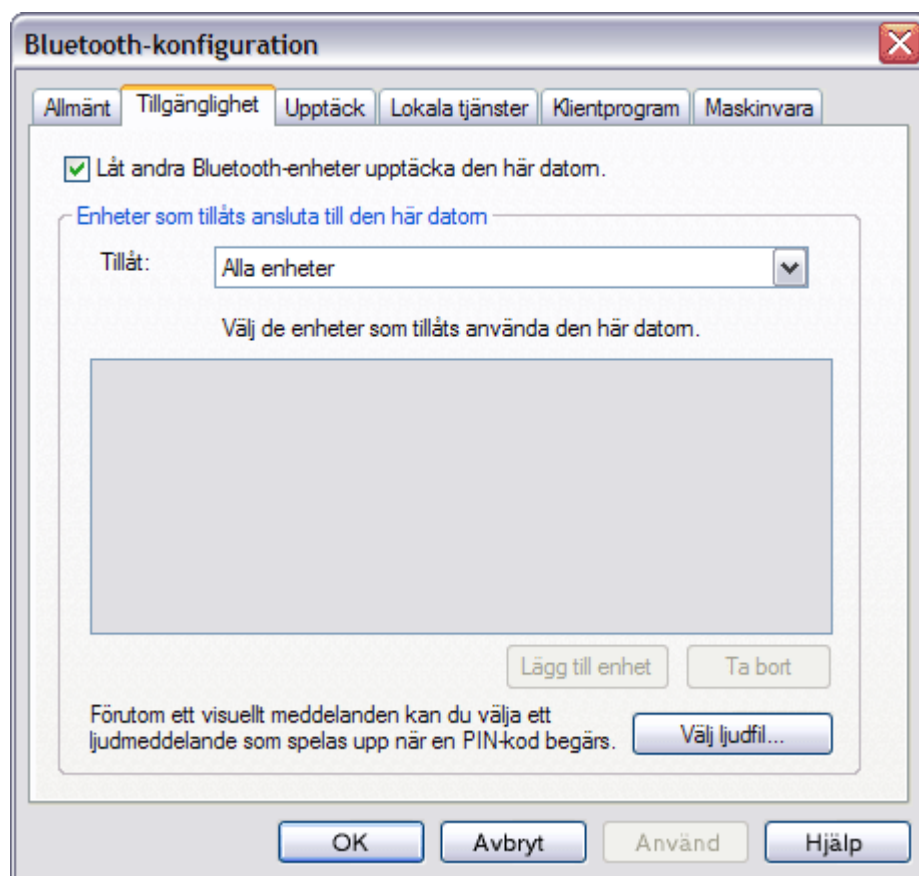 Bluetooth-konfiguration
Allmänt Tillgänglighet Upptäck Lokala tjänster Klientprogram Maskinvara
Låt andra Bluetooth-enheter upptäcka den här datorn.
Enheter som tillåts ansluta till den här datorn
Tillåt: Alla enheter
Välj de enheter som tillåts använda den här datorn.
Lägg till enhet Ta bort
Förutom ett visuellt meddelanden kan du välja ett
ljudmeddelande som spelas upp när en PIN-kod begärs. Välj ljudfil...
OK Avbryt Använd Hjälp